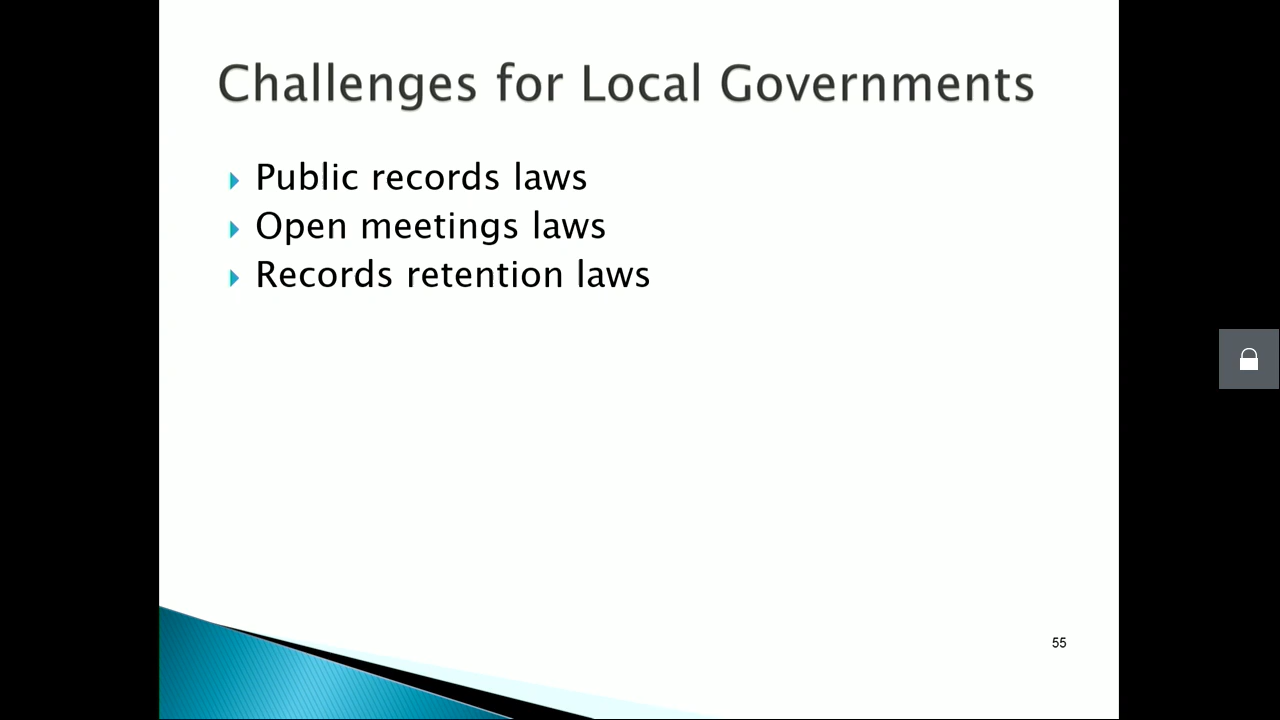 Challenges for Local Governments
Public records laws
Open meetings laws
Records retention laws
55